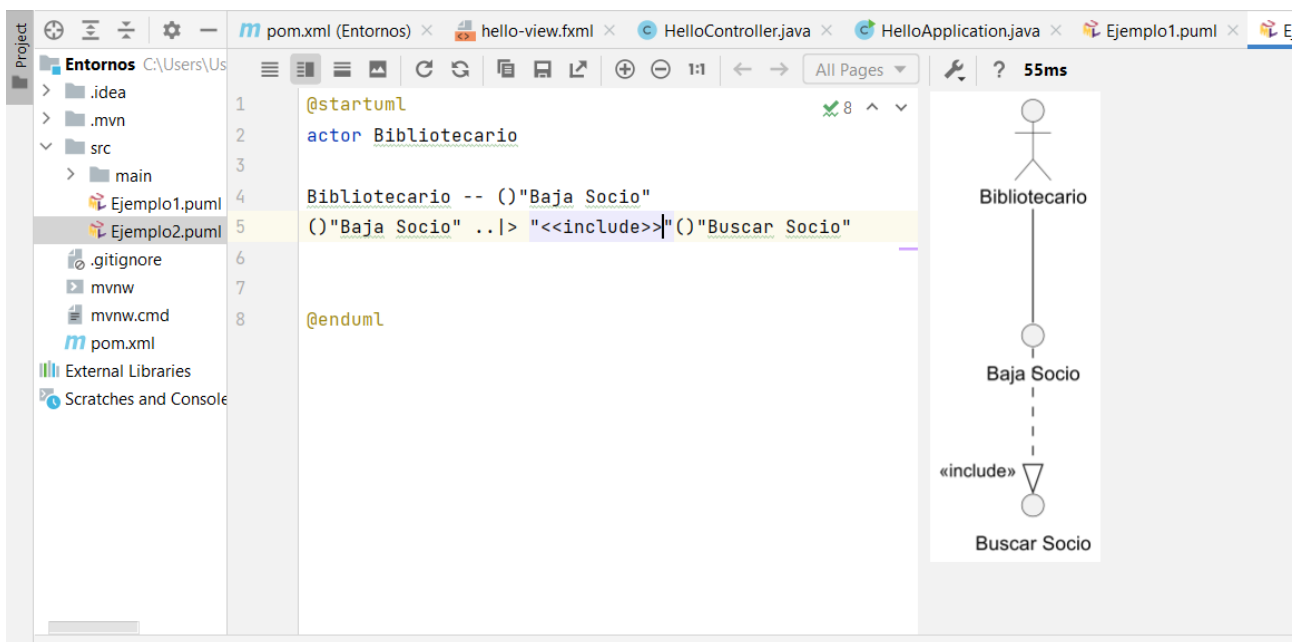 Project
pom.xml (Entornos)
hello-view.fxml
HelloController.java
HelloApplication.java
Ejemplo1.puml
E
Entornos C:\Users\Us
.idea
.mvn
src
main
Ejemplo1.puml
Ejemplo2.puml
.gitignore
mvnw
mvnw.cmd
pom.xml
External Libraries
Scratches and Console
1:1
All Pages
? 55ms
8
1 @startuml
2 actor Bibliotecario
3
4 Bibliotecario -- ()"Baja Socio"
5 ()"Baja Socio" ..|> "<<include>>"()"Buscar Socio"
6
7
8 @enduml
Bibliotecario
Baja Socio
«include»
Buscar Socio